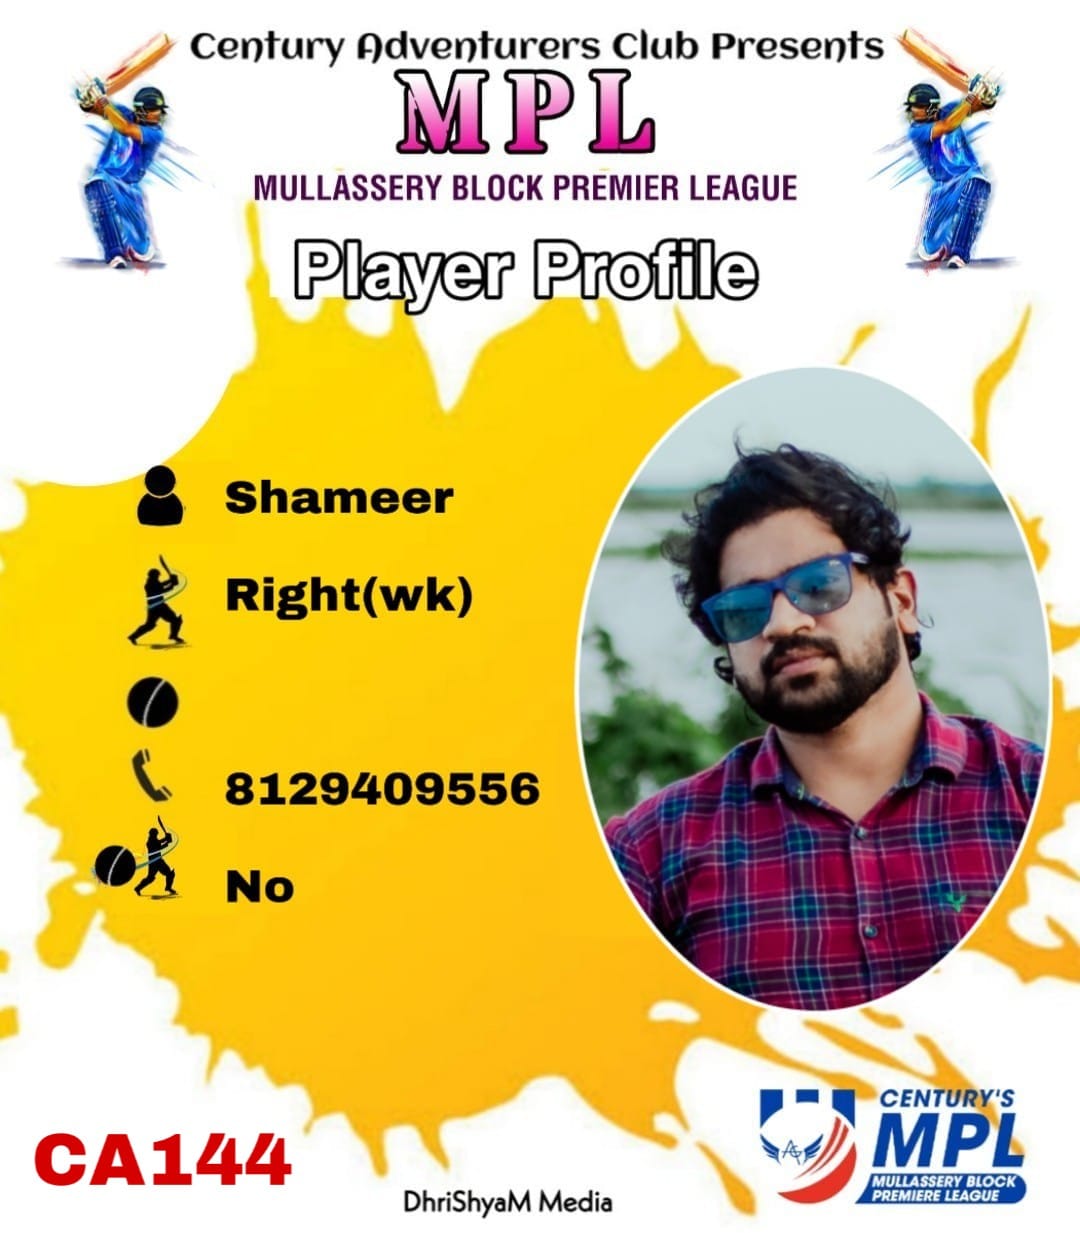 Century Adventurers Club Presents
MPL
MULLASSERY BLOCK PREMIER LEAGUE
Player Profile
Shameer
Right(wk)
8129409556
No
CA144
DhriShyaM Media
CENTURY'S
MPL
MULLASSERY BLOCK
PREMIERE LEAGUE